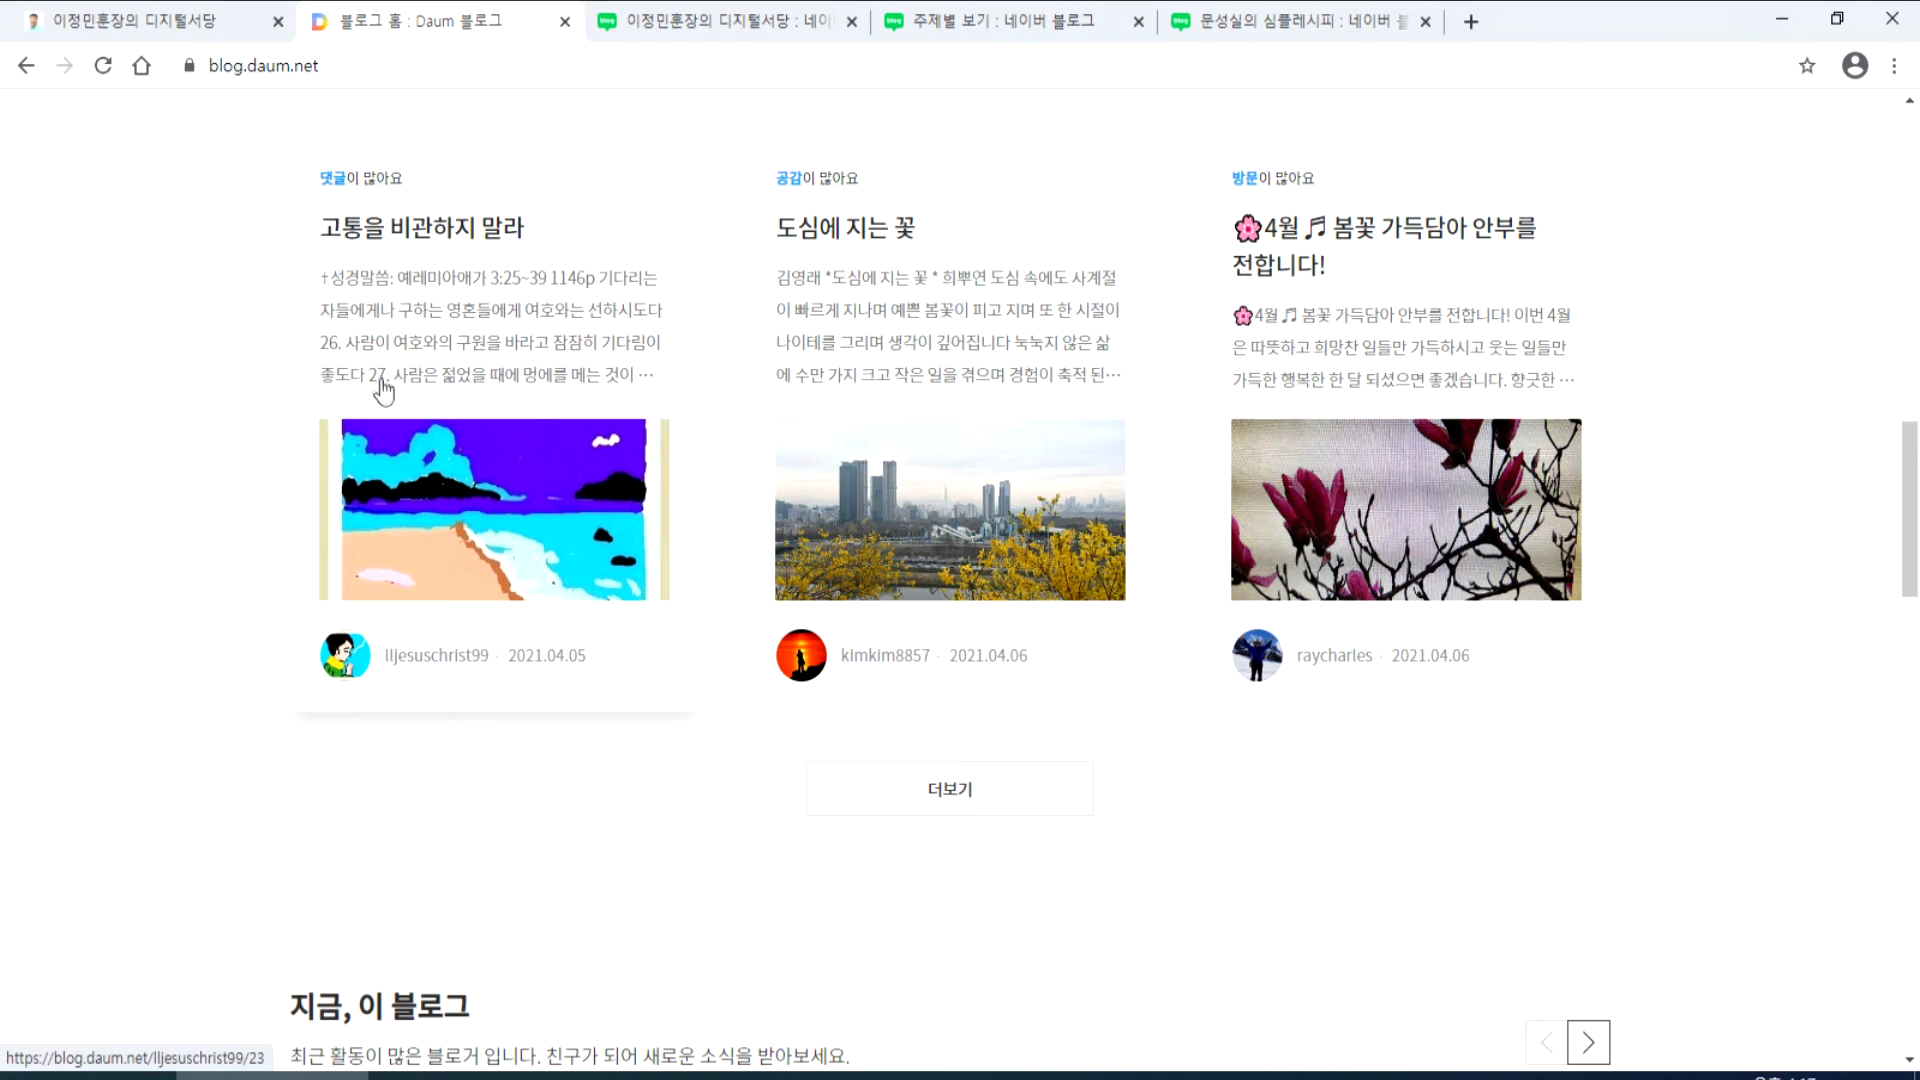 이정민훈장의 디지털서당
블로그 홈 : Daum 블로그
이정민훈장의 디지털서당 : 네이
주제별 보기 : 네이버 블로그
문성실의 심플레시피 : 네이버 블
blog.daum.net
댓글이 많아요
고통을 비관하지 말라
†성경말씀: 예레미아애가 3:25~39 1146p 기다리는
자들에게나 구하는 영혼들에게 여호와는 선하시도다
26. 사람이 여호와의 구원을 바라고 잠잠히 기다림이
좋도다 27. 사람은 젊었을 때에 멍에를 메는 것이 …
lljesuschrist99 · 2021.04.05
공감이 많아요
도심에 지는 꽃
김영래 *도심에 지는 꽃 * 희뿌연 도심 속에도 사계절
이 빠르게 지나며 예쁜 봄꽃이 피고 지며 또 한 시절이
나이테를 그리며 생각이 깊어집니다 눅눅지 않은 삶
에 수만 가지 크고 작은 일을 겪으며 경험이 축적 된…
kimkim8857 · 2021.04.06
방문이 많아요
🌸4월 🎵 봄꽃 가득담아 안부를
전합니다!
🌸4월 🎵 봄꽃 가득담아 안부를 전합니다! 이번 4월
은 따뜻하고 희망찬 일들만 가득하시고 웃는 일들만
가득한 행복한 한 달 되셨으면 좋겠습니다. 향긋한 …
raycharles · 2021.04.06
더보기
지금, 이 블로그
최근 활동이 많은 블로거 입니다. 친구가 되어 새로운 소식을 받아보세요.
https://blog.daum.net/lljesuschrist99/23